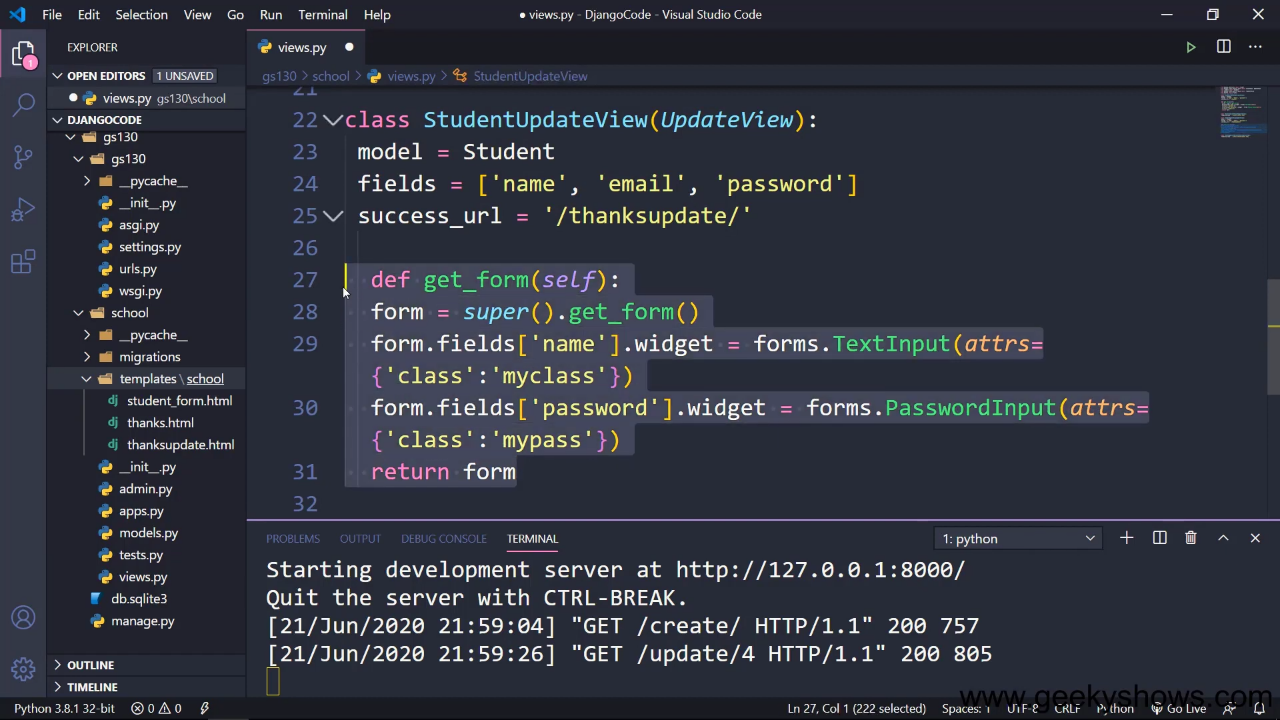 File Edit Selection View Go Run Terminal Help ● views.py - DjangoCode - Visual Studio Code
EXPLORER
OPEN EDITORS 1 UNSAVED
views.py gs130\school
DJANGOCODE
gs130
gs130
__pycache__
__init__.py
asgi.py
settings.py
urls.py
wsgi.py
school
__pycache__
migrations
templates \ school
dj student_form.html
dj thanks.html
dj thanksupdate.html
__init__.py
admin.py
apps.py
models.py
tests.py
views.py
db.sqlite3
manage.py
OUTLINE
TIMELINE
1
views.py
gs130 > school > views.py > StudentUpdateView
21
22 class StudentUpdateView(UpdateView):
23 model = Student
24 fields = ['name', 'email', 'password']
25 success_url = '/thanksupdate/'
26
27 def get_form(self):
28 form = super().get_form()
29 form.fields['name'].widget = forms.TextInput(attrs=
{'class':'myclass'})
30 form.fields['password'].widget = forms.PasswordInput(attrs=
{'class':'mypass'})
31 return form
32
PROBLEMS OUTPUT DEBUG CONSOLE TERMINAL 1: python
Starting development server at http://127.0.0.1:8000/
Quit the server with CTRL-BREAK.
[21/Jun/2020 21:59:04] "GET /create/ HTTP/1.1" 200 757
[21/Jun/2020 21:59:26] "GET /update/4 HTTP/1.1" 200 805
www.geekyshows.com
Python 3.8.1 32-bit 0 0 Ln 27, Col 1 (222 selected) Spaces: 1 UTF-8 CRLF Python Go Live